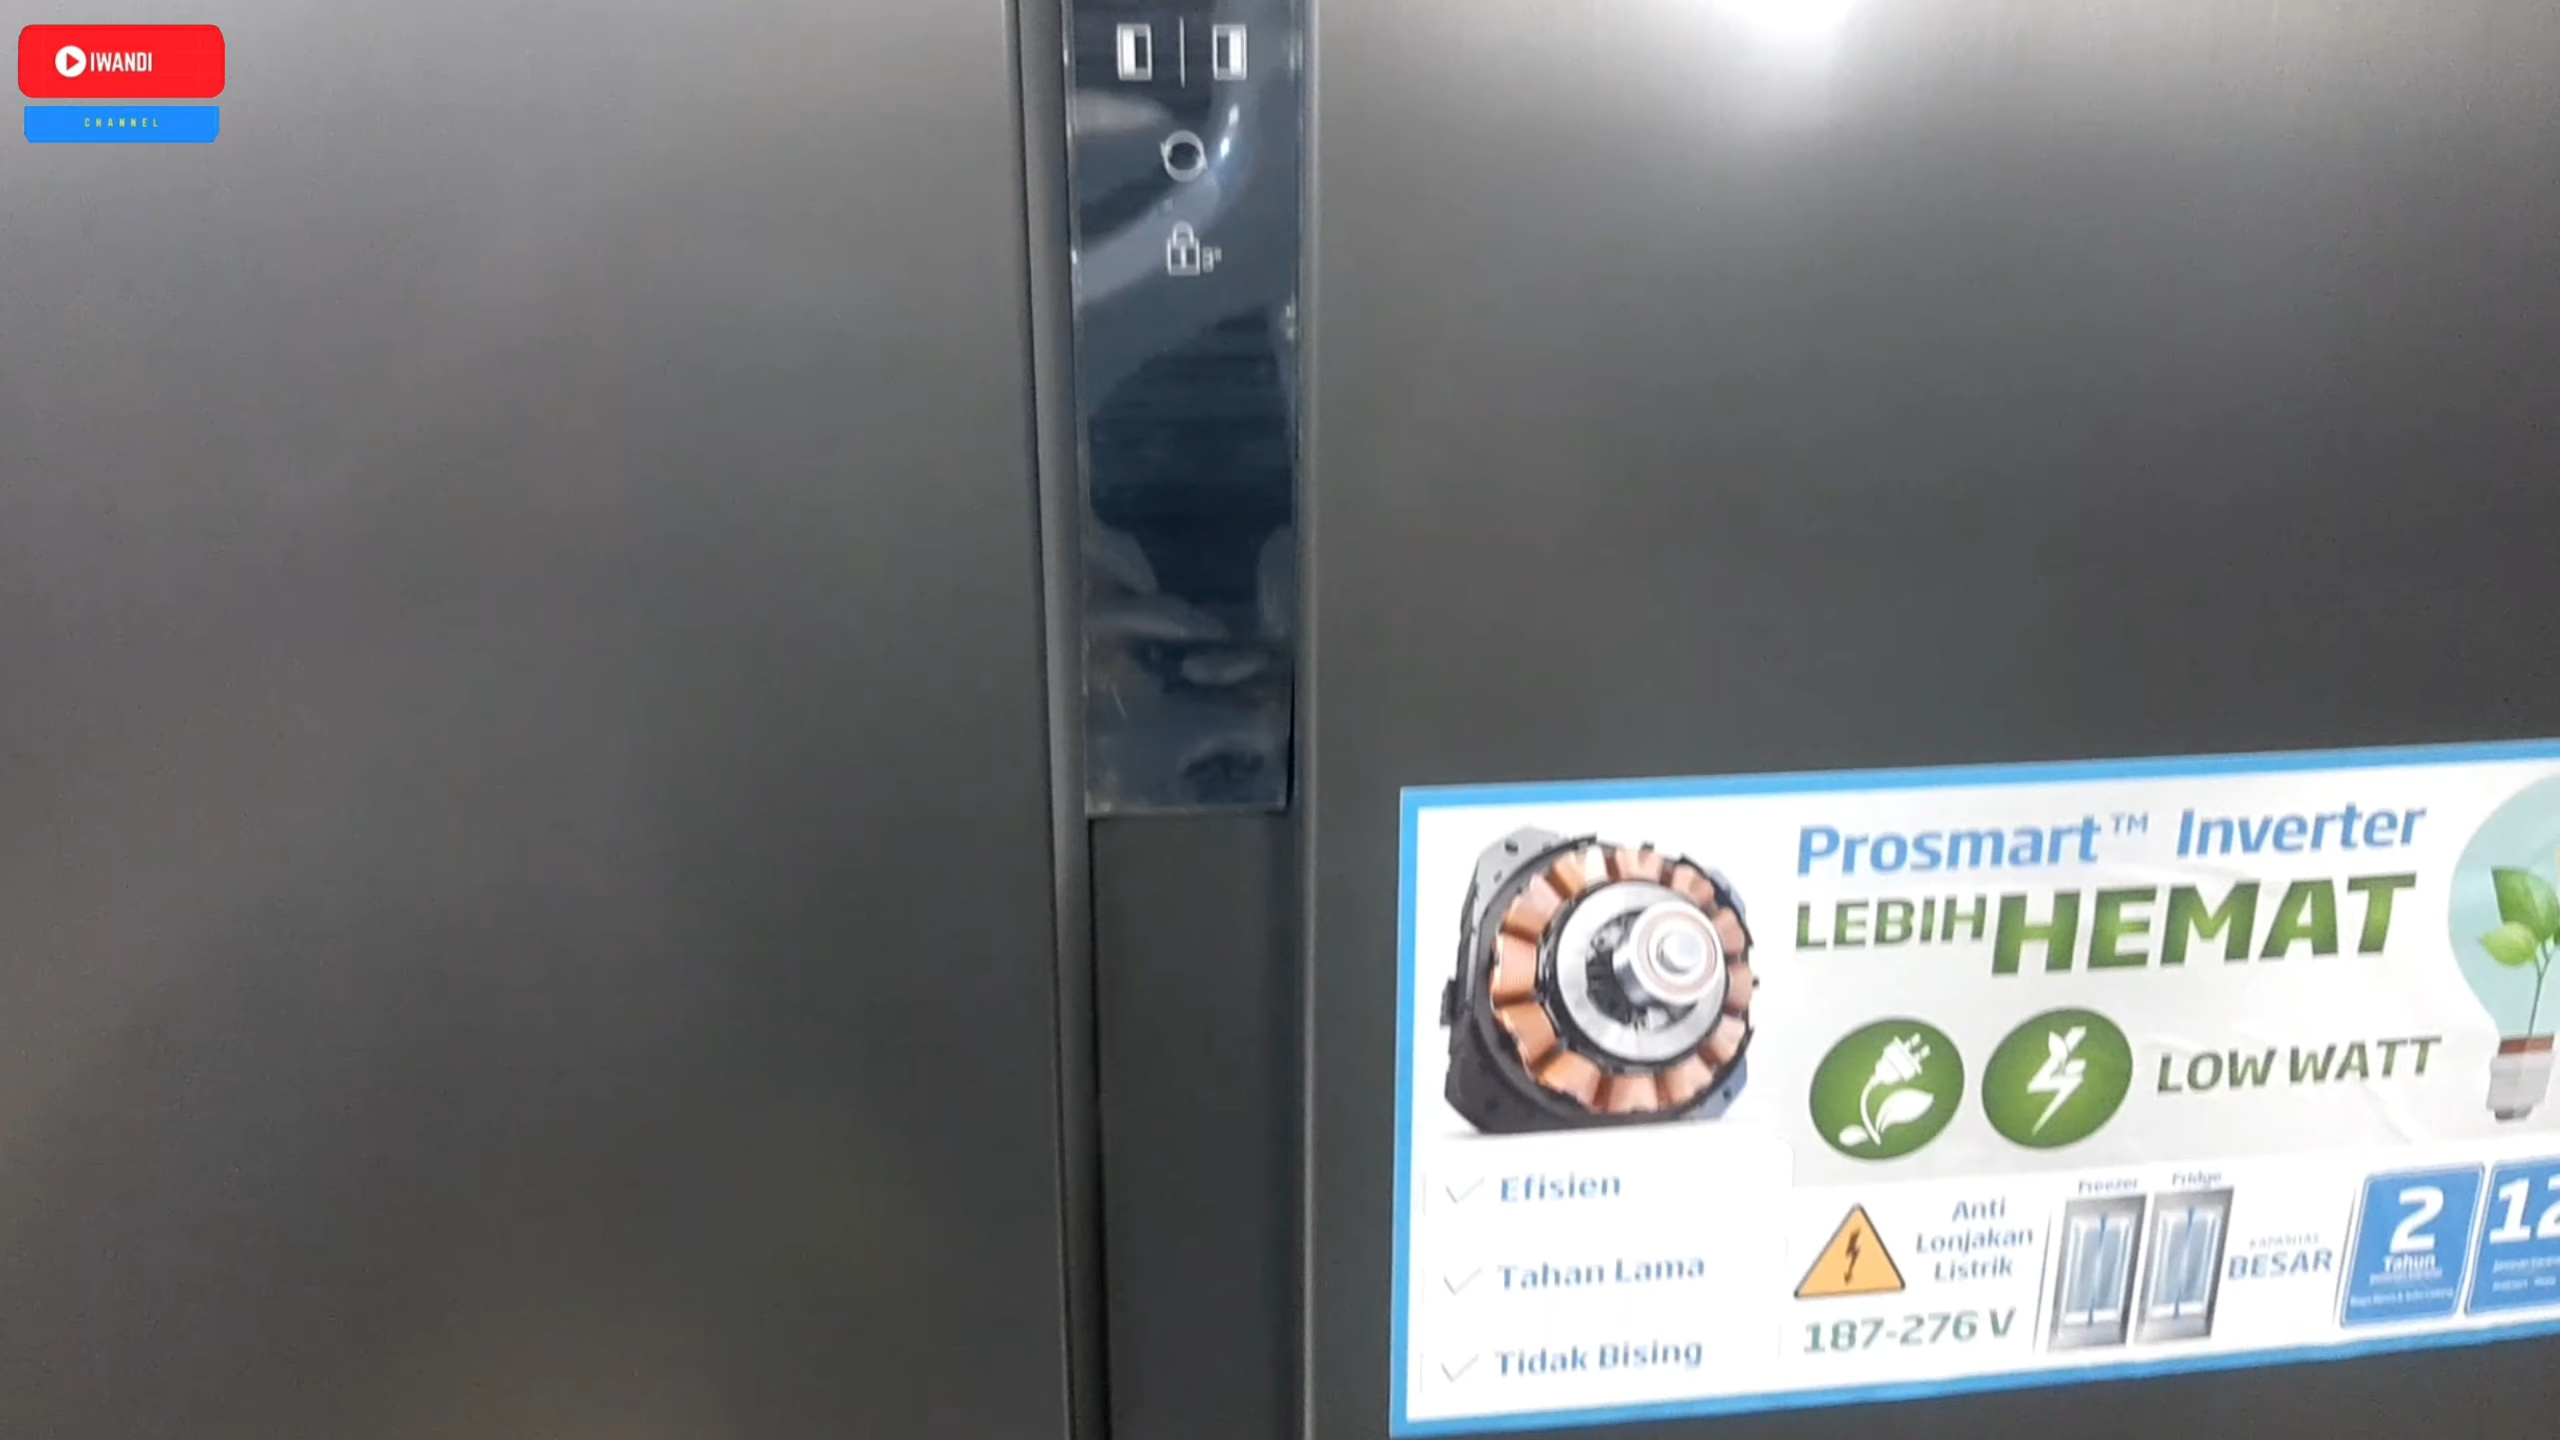 IWANDI
CHANNEL
Prosmart™ Inverter
LEBIH HEMAT
LOW WATT
Efisien
Tahan Lama
Tidak Bising
Anti
Lonjakan
Listrik
187-276 V
Freezer
Fridge
KAPASITAS
BESAR
2
Tahun
12